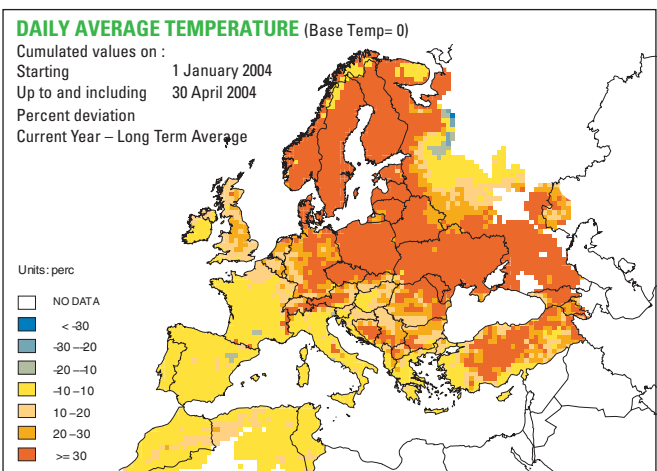 DAILY AVERAGE TEMPERATURE (Base Temp= 0)
Cumulated values on :
Starting 1 January 2004
Up to and including 30 April 2004
Percent deviation
Current Year – Long Term Average
Units: perc
NO DATA
< -30
-30 –-20
-20 –-10
-10 –10
10 –20
20 –30
>= 30